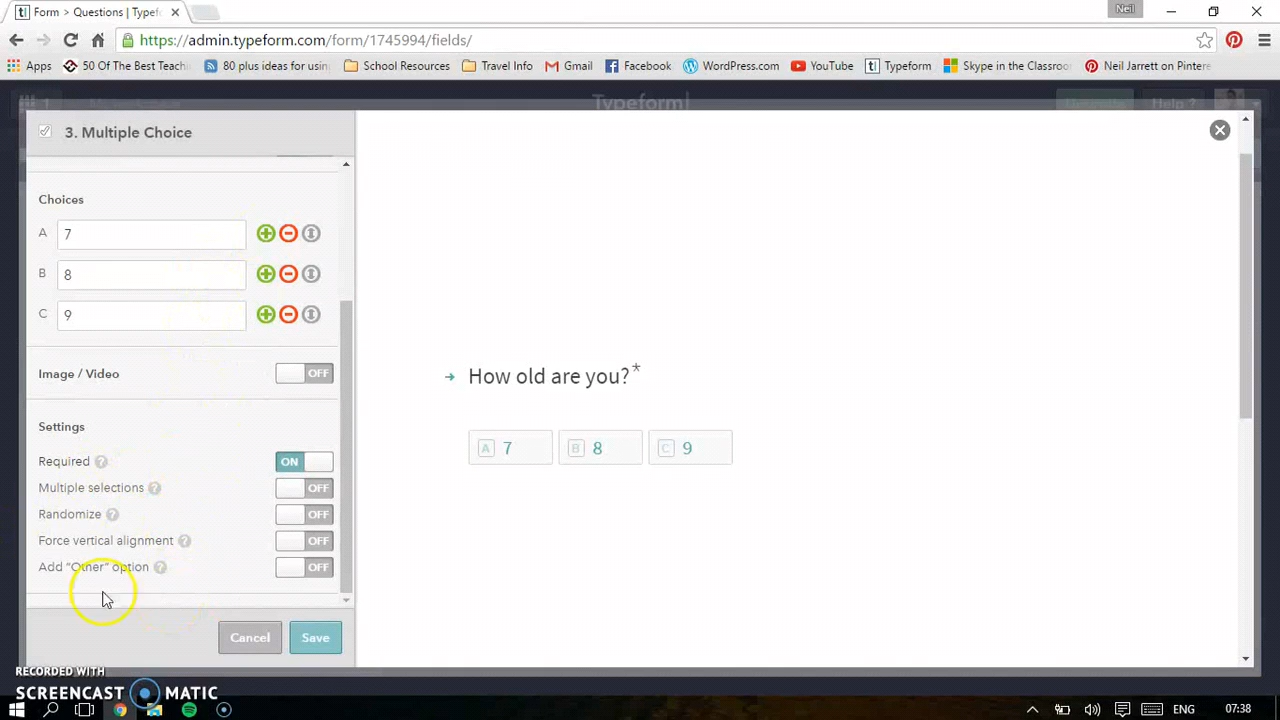 Form > Questions | Typef
Neil
https://admin.typeform.com/form/1745994/fields/
Apps
50 Of The Best Teach
80 plus ideas for using
School Resources
Travel Info
Gmail
Facebook
WordPress.com
YouTube
Typeform
Skype in the Classroo
Neil Jarrett on Pintere
1
Typeform
Help ?
3. Multiple Choice
Choices
A 7
B 8
C 9
Image / Video OFF
Settings
Required ? ON
Multiple selections ? OFF
Randomize ? OFF
Force vertical alignment ? OFF
Add "Other" option ? OFF
Cancel Save
How old are you?*
A 7 B 8 C 9
RECORDED WITH
SCREENCAST MATIC
ENG 07:38